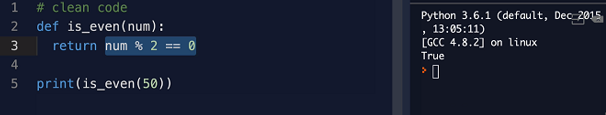 1 # clean code
2 def is_even(num):
3   return num % 2 == 0
4
5 print(is_even(50))
Python 3.6.1 (default, Dec 2015
, 13:05:11)
[GCC 4.8.2] on linux
True